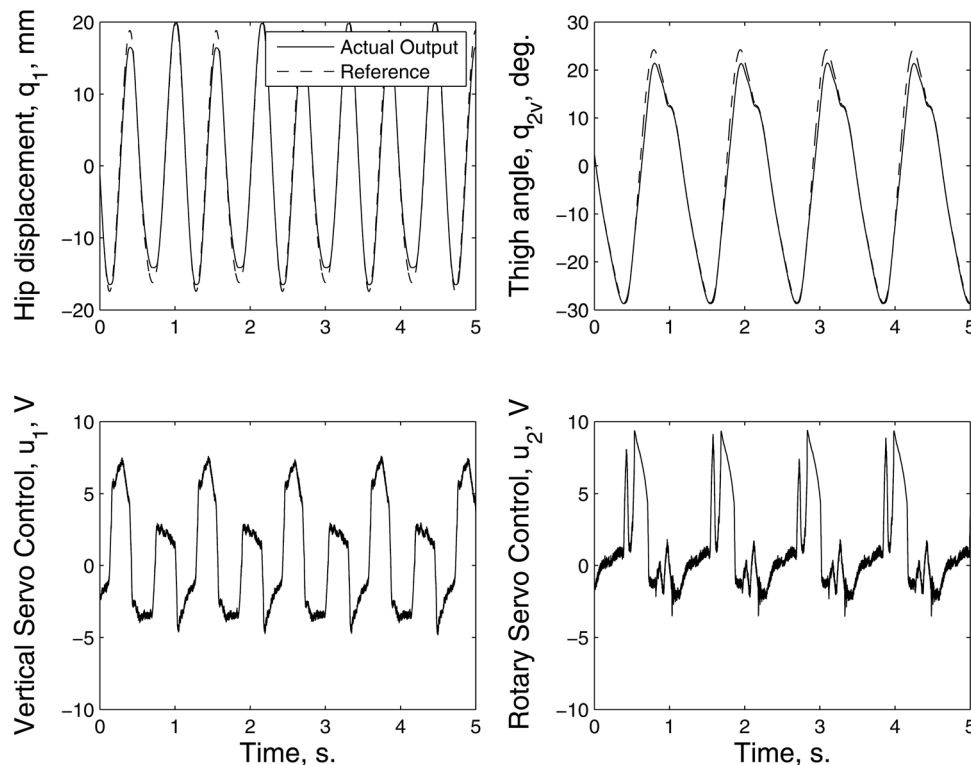 Hip displacement, q1, mm
20
10
0
−10
−20
0 1 2 3 4 5
Actual Output
Reference
Thigh angle, q2v, deg.
30
20
10
0
−10
−20
−30
0 1 2 3 4 5
Vertical Servo Control, u1, V
10
5
0
−5
−10
0 1 2 3 4 5
Time, s.
Rotary Servo Control, u2, V
10
5
0
−5
−10
0 1 2 3 4 5
Time, s.